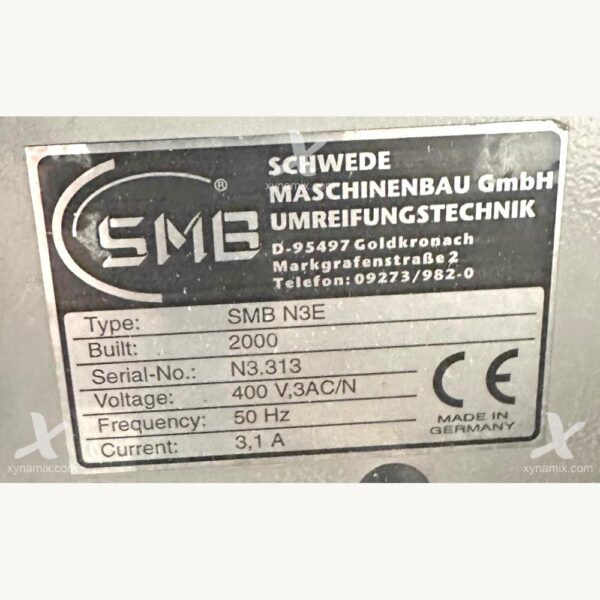 SMB ®
SCHWEDE
MASCHINENBAU GmbH
UMREIFUNGSTECHNIK
D-95497 Goldkronach
Markgrafenstraße 2
Telefon: 09273/982-0
Type: SMB N3E
Built: 2000
Serial-No.: N3.313
Voltage: 400 V,3AC/N
Frequency: 50 Hz
Current: 3,1 A
CE
MADE IN
GERMANY
X
xynamix.com
X
xynamix.com
xynamix.com